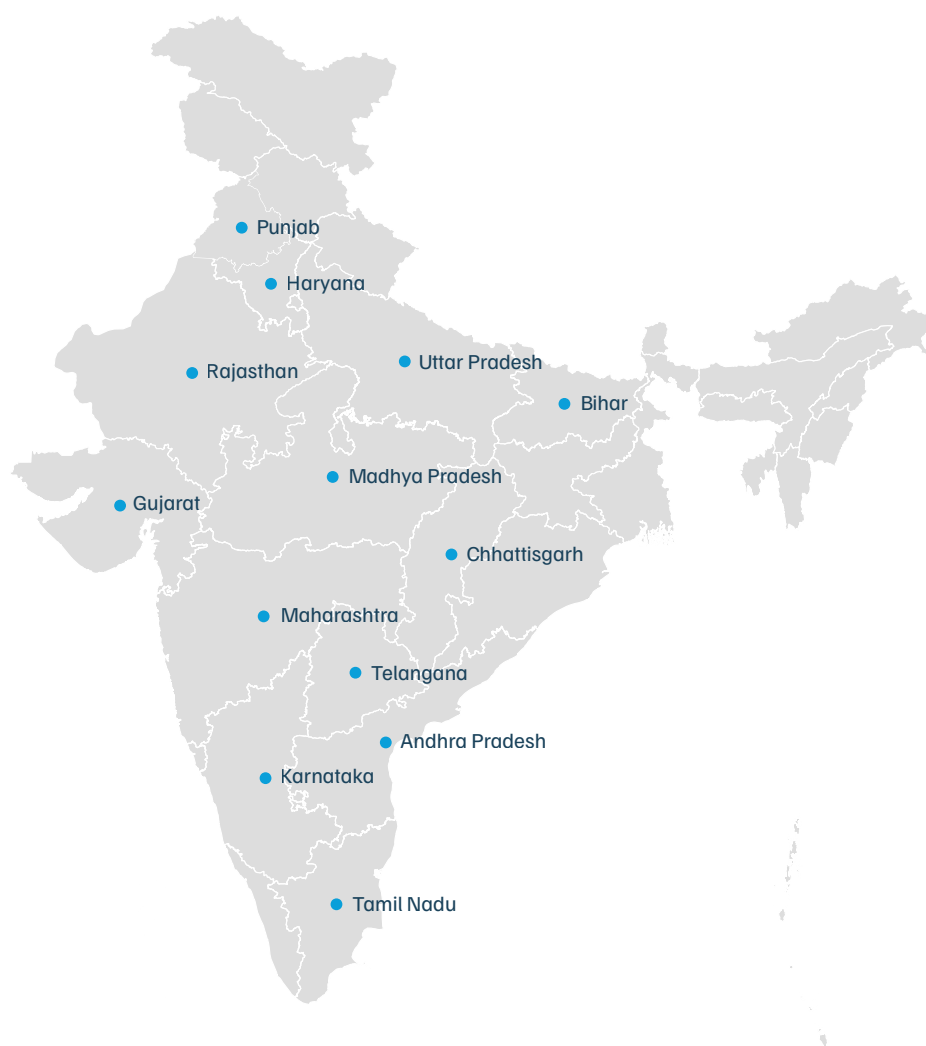 Punjab
Haryana
Uttar Pradesh
Rajasthan
Bihar
Madhya Pradesh
Gujarat
Chhattisgarh
Maharashtra
Telangana
Andhra Pradesh
Karnataka
Tamil Nadu